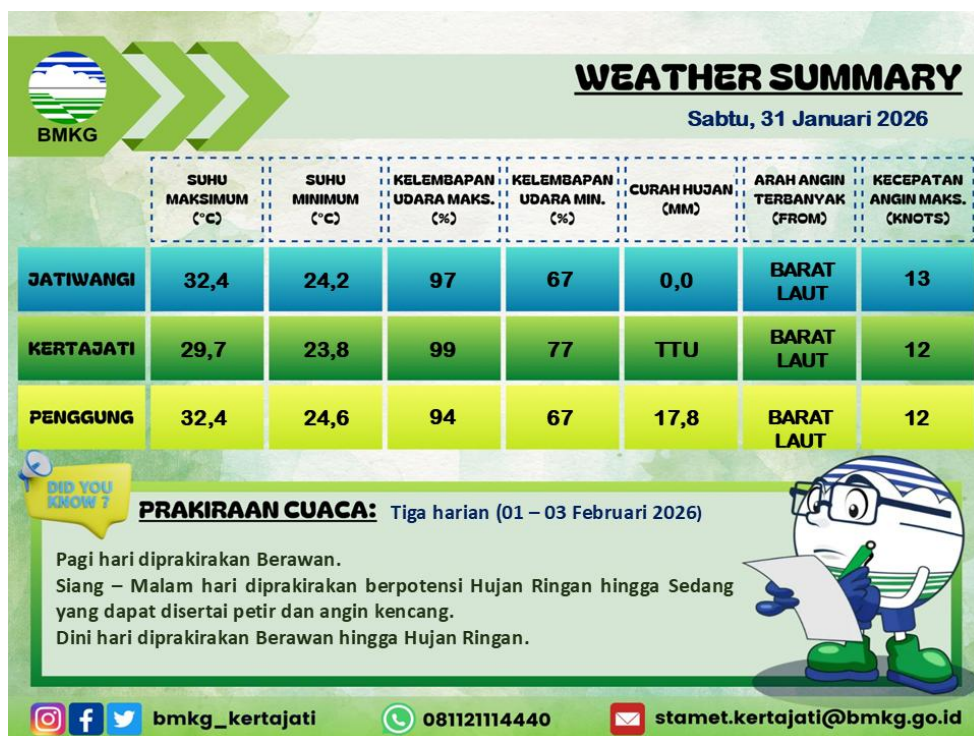 BMKG
WEATHER SUMMARY
Sabtu, 31 Januari 2026
SUHU MAKSIMUM (°C)
SUHU MINIMUM (°C)
KELEMBAPAN UDARA MAKS. (%)
KELEMBAPAN UDARA MIN. (%)
CURAH HUJAN (MM)
ARAH ANGIN TERBANYAK (FROM)
KECEPATAN ANGIN MAKS. (KNOTS)
JATIWANGI 32,4 24,2 97 67 0,0 BARAT LAUT 13
KERTAJATI 29,7 23,8 99 77 TTU BARAT LAUT 12
PENGGUNG 32,4 24,6 94 67 17,8 BARAT LAUT 12
DID YOU
KNOW ?
PRAKIRAAN CUACA: Tiga harian (01 – 03 Februari 2026)
Pagi hari diprakirakan Berawan.
Siang – Malam hari diprakirakan berpotensi Hujan Ringan hingga Sedang
yang dapat disertai petir dan angin kencang.
Dini hari diprakirakan Berawan hingga Hujan Ringan.
bmkg_kertajati 081121114440 stamet.kertajati@bmkg.go.id